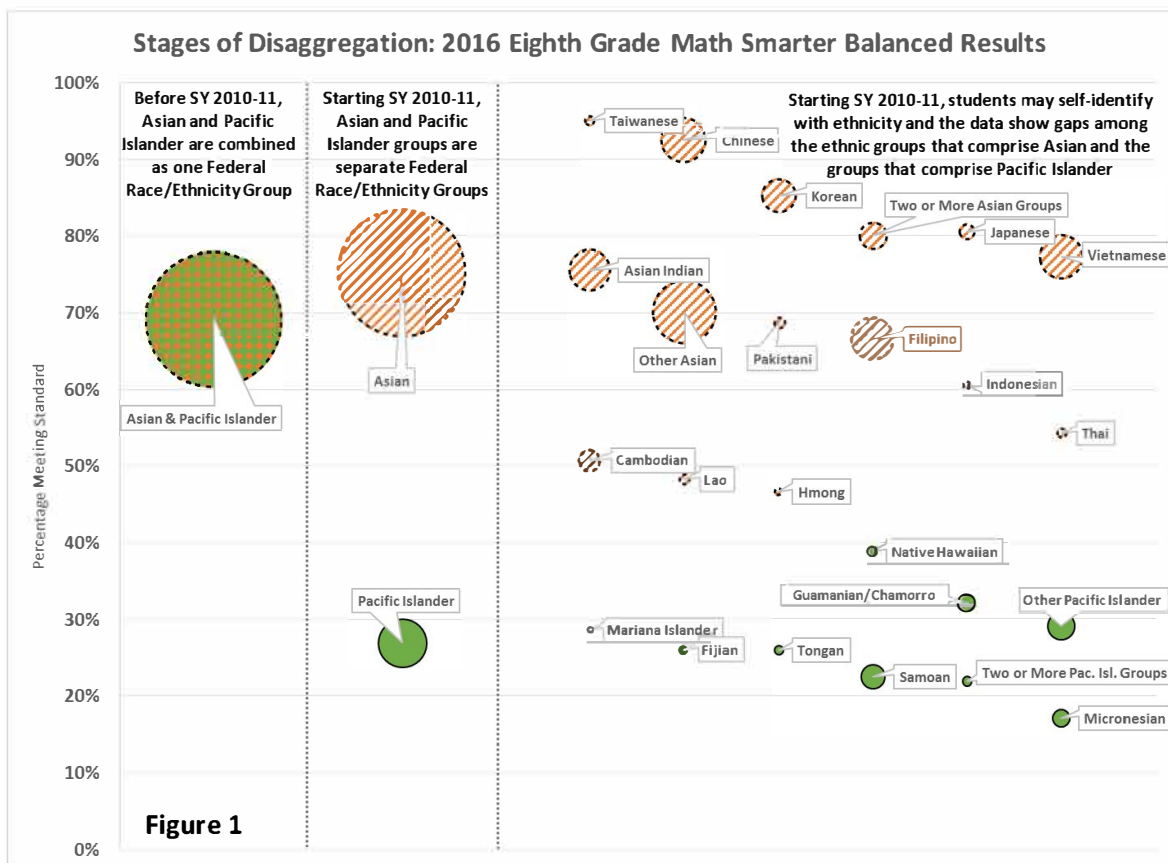 Stages of Disaggregation: 2016 Eighth Grade Math Smarter Balanced Results
Percentage Meeting Standard
100%
90%
80%
70%
60%
50%
40%
30%
20%
10%
0%
Before SY 2010-11,
Asian and Pacific
Islander are combined
as one Federal
Race/Ethnicity Group
Starting SY 2010-11,
Asian and Pacific
Islander groups are
separate Federal
Race/Ethnicity Groups
Starting SY 2010-11, students may self-identify
with ethnicity and the data show gaps among
the ethnic groups that comprise Asian and the
groups that comprise Pacific Islander
Taiwanese
Chinese
Korean
Two or More Asian Groups
Japanese
Vietnamese
Asian Indian
Other Asian
Pakistani
Filipino
Indonesian
Asian
Asian & Pacific Islander
Thai
Cambodian
Lao
Hmong
Native Hawaiian
Guamanian/Chamorro
Other Pacific Islander
Pacific Islander
Mariana Islander
Fijian
Tongan
Samoan
Two or More Pac. Isl. Groups
Micronesian
Figure 1